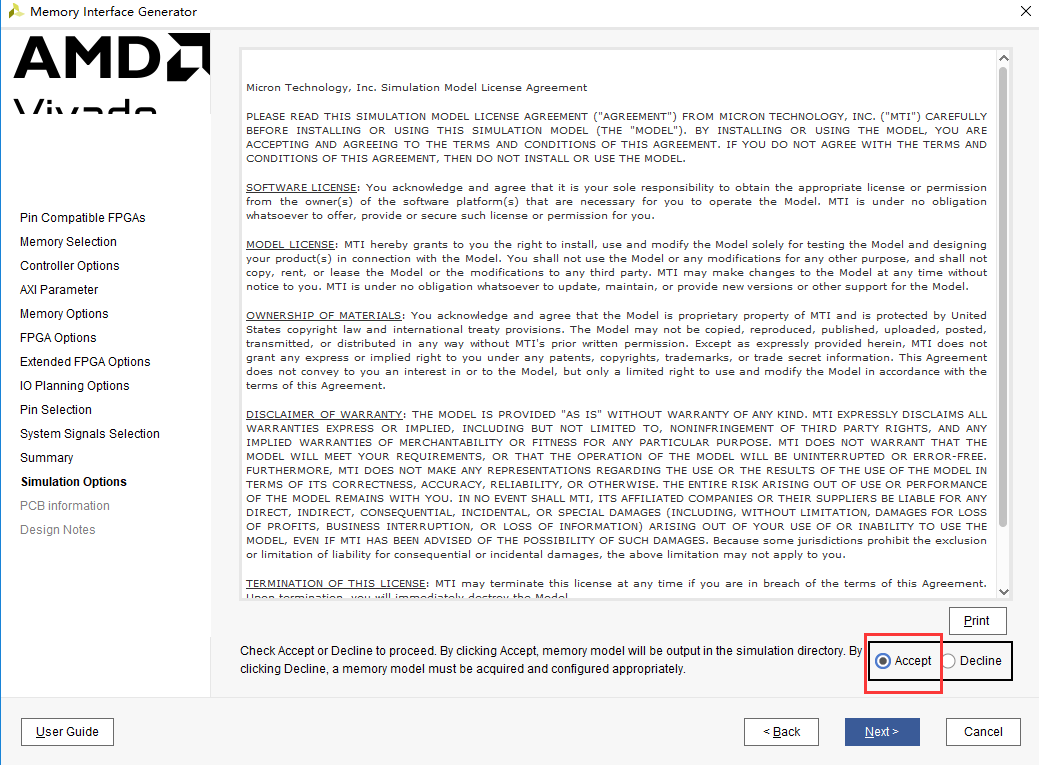 Memory Interface Generator
AMD
Vivado
Pin Compatible FPGAs
Memory Selection
Controller Options
AXI Parameter
Memory Options
FPGA Options
Extended FPGA Options
IO Planning Options
Pin Selection
System Signals Selection
Summary
Simulation Options
PCB information
Design Notes
Micron Technology, Inc. Simulation Model License Agreement
PLEASE READ THIS SIMULATION MODEL LICENSE AGREEMENT ("AGREEMENT") FROM MICRON TECHNOLOGY, INC. ("MTI") CAREFULLY
BEFORE INSTALLING OR USING THIS SIMULATION MODEL (THE "MODEL"). BY INSTALLING OR USING THE MODEL, YOU ARE
ACCEPTING AND AGREEING TO THE TERMS AND CONDITIONS OF THIS AGREEMENT. IF YOU DO NOT AGREE WITH THE TERMS AND
CONDITIONS OF THIS AGREEMENT, THEN DO NOT INSTALL OR USE THE MODEL.
SOFTWARE LICENSE: You acknowledge and agree that it is your sole responsibility to obtain the appropriate license or permission
from the owner(s) of the software platform(s) that are necessary for you to operate the Model. MTI is under no obligation
whatsoever to offer, provide or secure such license or permission for you.
MODEL LICENSE: MTI hereby grants to you the right to install, use and modify the Model solely for testing the Model and designing
your product(s) in connection with the Model. You shall not use the Model or any modifications for any other purpose, and shall not
copy, rent, or lease the Model or the modifications to any third party. MTI may make changes to the Model at any time without
notice to you. MTI is under no obligation whatsoever to update, maintain, or provide new versions or other support for the Model.
OWNERSHIP OF MATERIALS: You acknowledge and agree that the Model is proprietary property of MTI and is protected by United
States copyright law and international treaty provisions. The Model may not be copied, reproduced, published, uploaded, posted,
transmitted, or distributed in any way without MTI's prior written permission. Except as expressly provided herein, MTI does not
grant any express or implied right to you under any patents, copyrights, trademarks, or trade secret information. This Agreement
does not convey to you an interest in or to the Model, but only a limited right to use and modify the Model in accordance with the
terms of this Agreement.
DISCLAIMER OF WARRANTY: THE MODEL IS PROVIDED "AS IS" WITHOUT WARRANTY OF ANY KIND. MTI EXPRESSLY DISCLAIMS ALL
WARRANTIES EXPRESS OR IMPLIED, INCLUDING BUT NOT LIMITED TO, NONINFRINGEMENT OF THIRD PARTY RIGHTS, AND ANY
IMPLIED WARRANTIES OF MERCHANTABILITY OR FITNESS FOR ANY PARTICULAR PURPOSE. MTI DOES NOT WARRANT THAT THE
MODEL WILL MEET YOUR REQUIREMENTS, OR THAT THE OPERATION OF THE MODEL WILL BE UNINTERRUPTED OR ERROR-FREE.
FURTHERMORE, MTI DOES NOT MAKE ANY REPRESENTATIONS REGARDING THE USE OR THE RESULTS OF THE USE OF THE MODEL IN
TERMS OF ITS CORRECTNESS, ACCURACY, RELIABILITY, OR OTHERWISE. THE ENTIRE RISK ARISING OUT OF USE OR PERFORMANCE
OF THE MODEL REMAINS WITH YOU. IN NO EVENT SHALL MTI, ITS AFFILIATED COMPANIES OR THEIR SUPPLIERS BE LIABLE FOR ANY
DIRECT, INDIRECT, CONSEQUENTIAL, INCIDENTAL, OR SPECIAL DAMAGES (INCLUDING, WITHOUT LIMITATION, DAMAGES FOR LOSS
OF PROFITS, BUSINESS INTERRUPTION, OR LOSS OF INFORMATION) ARISING OUT OF YOUR USE OF OR INABILITY TO USE THE
MODEL, EVEN IF MTI HAS BEEN ADVISED OF THE POSSIBILITY OF SUCH DAMAGES. Because some jurisdictions prohibit the exclusion
or limitation of liability for consequential or incidental damages, the above limitation may not apply to you.
TERMINATION OF THIS LICENSE: MTI may terminate this license at any time if you are in breach of the terms of this Agreement.
Upon termination, you will immediately destroy the Model.
Print
Check Accept or Decline to proceed. By clicking Accept, memory model will be output in the simulation directory. By
clicking Decline, a memory model must be acquired and configured appropriately.
Accept
Decline
User Guide
< Back
Next >
Cancel